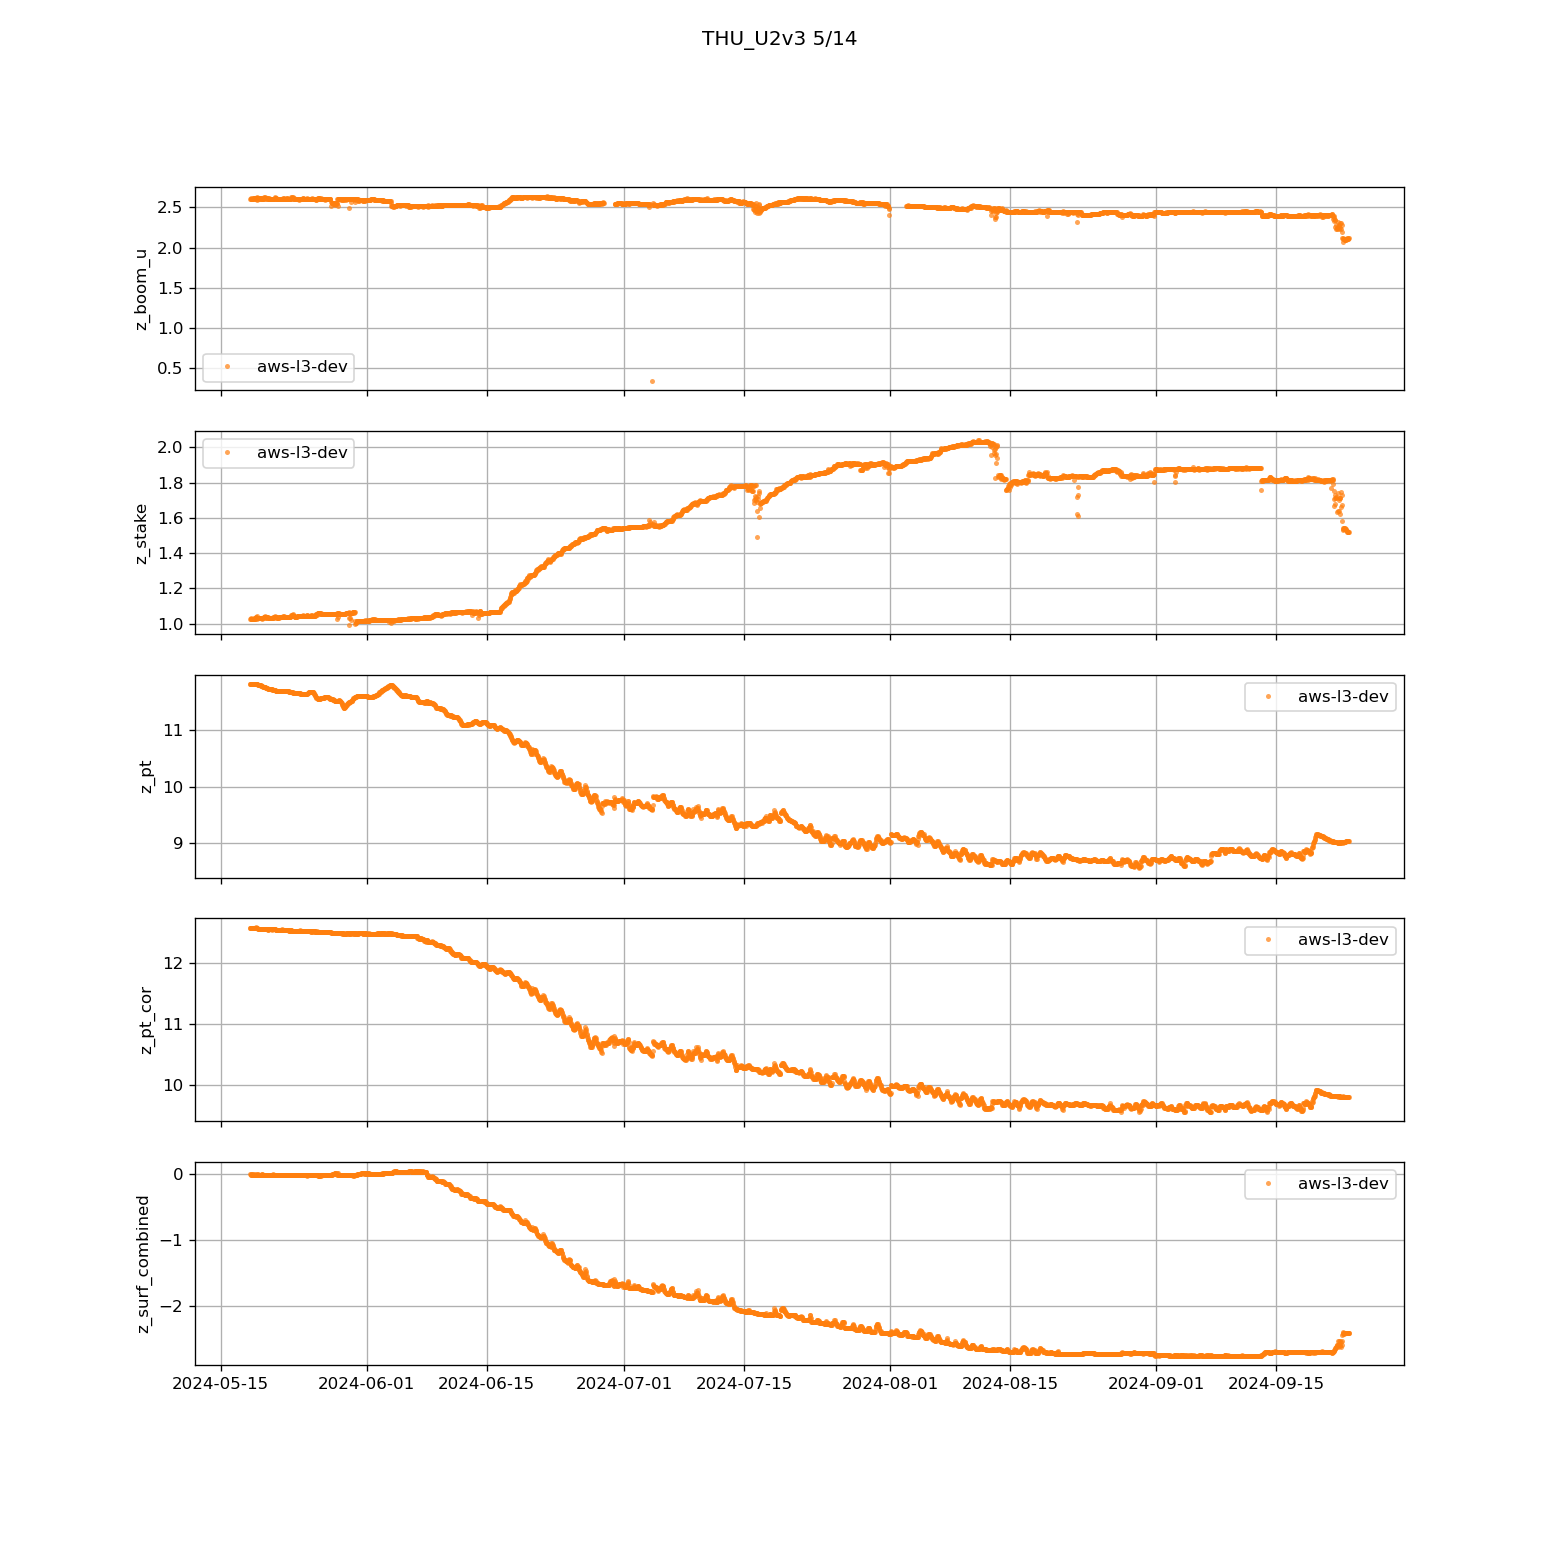 THU_U2v3 5/14
z_boom_u
2.5
2.0
1.5
1.0
0.5
aws-l3-dev
z_stake
2.0
1.8
1.6
1.4
1.2
1.0
aws-l3-dev
z_pt
11
10
9
aws-l3-dev
z_pt_cor
12
11
10
aws-l3-dev
z_surf_combined
0
−1
−2
aws-l3-dev
2024-05-15 2024-06-01 2024-06-15 2024-07-01 2024-07-15 2024-08-01 2024-08-15 2024-09-01 2024-09-15